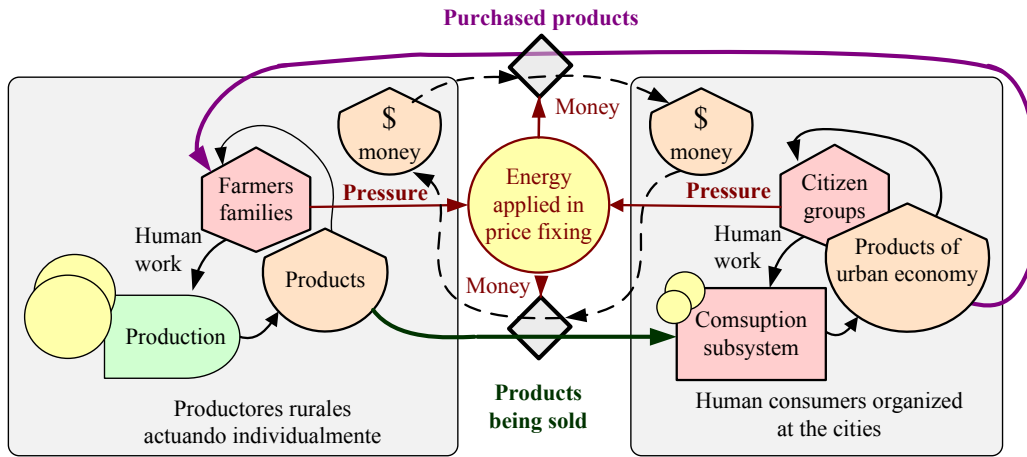 Purchased products
$
money
Money
$
money
Farmers
families
Pressure
Energy
applied in
price fixing
Pressure
Citizen
groups
Human
work
Products
Human
work
Products of
urban economy
Money
Production
Comsuption
subsystem
Products
being sold
Productores rurales
actuando individualmente
Human consumers organized
at the cities